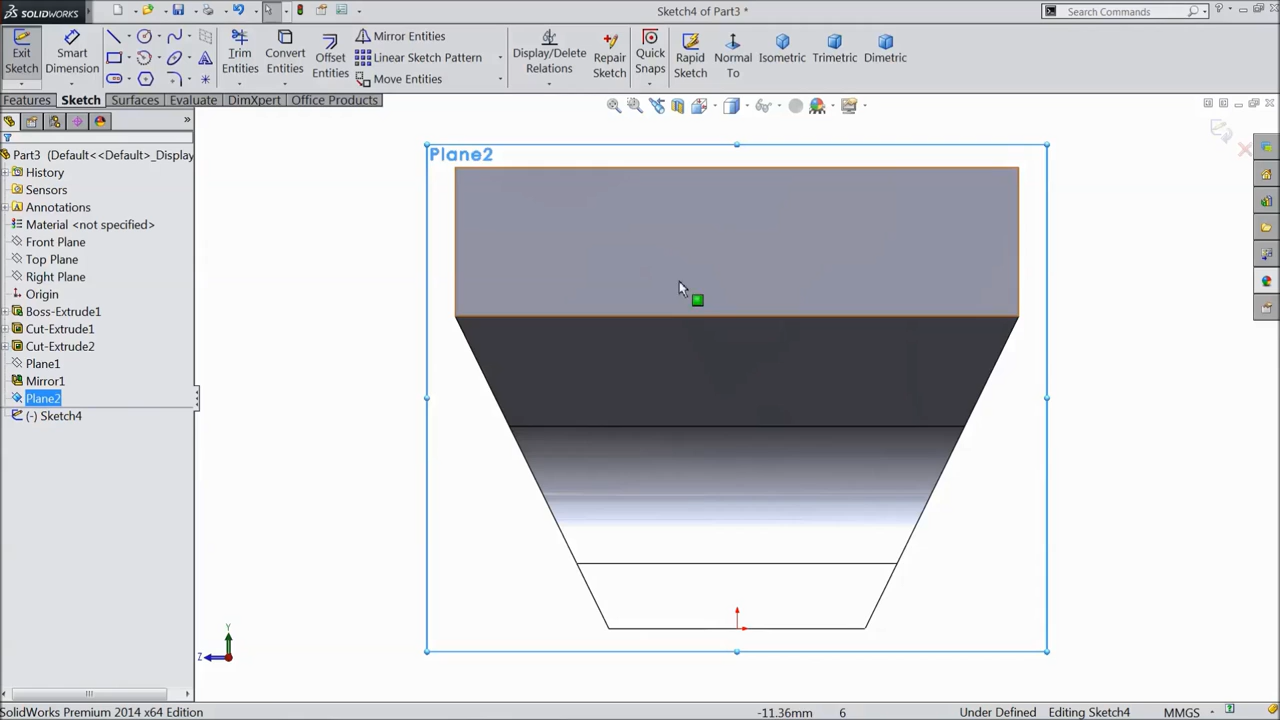 SOLIDWORKS
Sketch4 of Part3 *
Search Commands
Exit Sketch
Smart Dimension
Trim Entities
Convert Entities
Offset Entities
Mirror Entities
Linear Sketch Pattern
Move Entities
Display/Delete Relations
Repair Sketch
Quick Snaps
Rapid Sketch
Normal To
Isometric
Trimetric
Dimetric
Features
Sketch
Surfaces
Evaluate
DimXpert
Office Products
Part3 (Default<<Default>_Display
History
Sensors
Annotations
Material <not specified>
Front Plane
Top Plane
Right Plane
Origin
Boss-Extrude1
Cut-Extrude1
Cut-Extrude2
Plane1
Mirror1
Plane2
(-) Sketch4
Plane2
Y
Z
SolidWorks Premium 2014 x64 Edition
-11.36mm
6
Under Defined
Editing Sketch4
MMGS